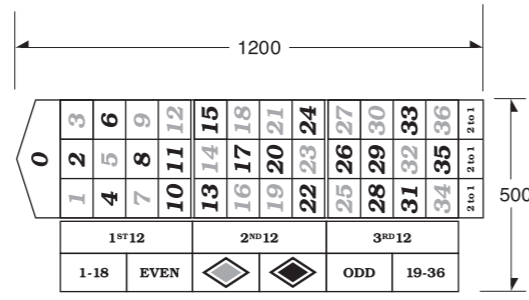 1200
3 6 9 12 15 18 21 24 27 30 33 36 2 to 1
0 2 5 8 11 14 17 20 23 26 29 32 35 2 to 1
1 4 7 10 13 16 19 22 25 28 31 34 2 to 1
500
1ST12 2ND12 3RD12
1-18 EVEN ODD 19-36